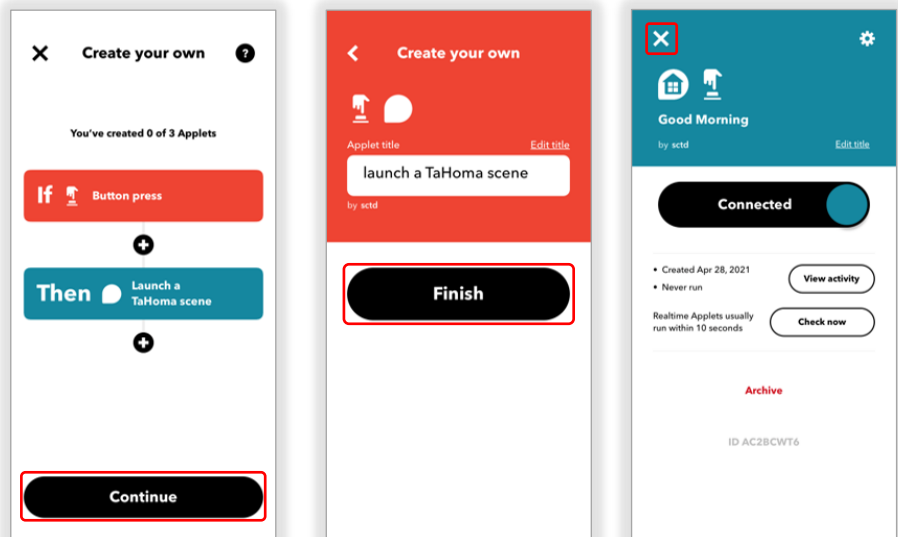 Create your own
?
You've created 0 of 3 Applets
If Button press
Then Launch a
TaHoma scene
Continue
Create your own
Applet title Edit title
launch a TaHoma scene
by sctd
Finish
Good Morning
by sctd Edit title
Connected
• Created Apr 28, 2021
• Never run
View activity
Realtime Applets usually
run within 10 seconds
Check now
Archive
ID AC2BCWT6